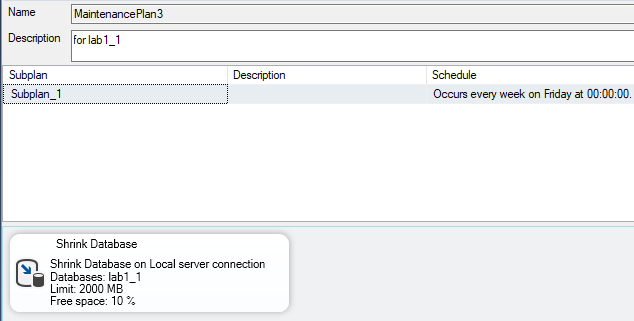 Name MaintenancePlan3
Description for lab1_1
Subplan Description Schedule
Subplan_1 Occurs every week on Friday at 00:00:00.
Shrink Database
Shrink Database on Local server connection
Databases: lab1_1
Limit: 2000 MB
Free space: 10 %